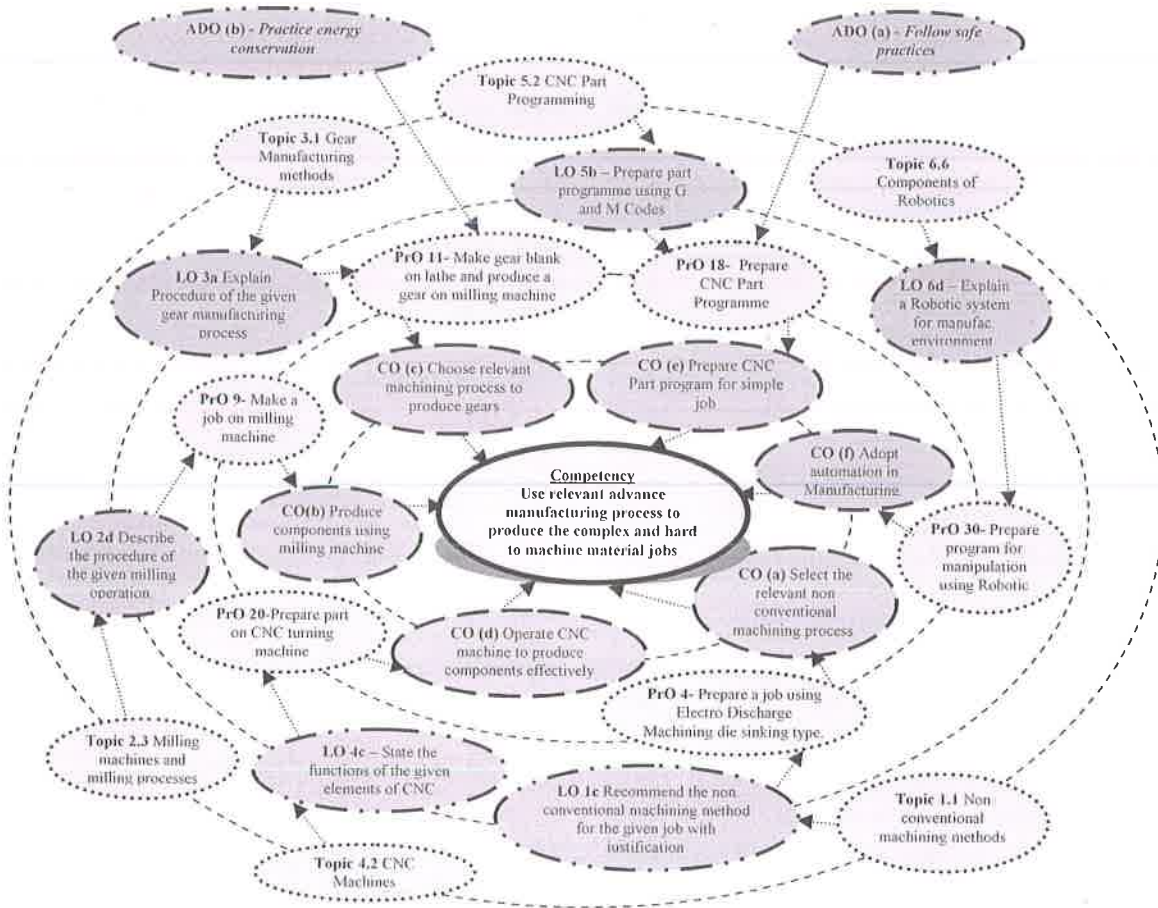 ADO (b) - Practice energy
conservation
ADO (a) - Follow safe
practices
Topic 5.2 CNC Part
Programming
Topic 3.1 Gear
Manufacturing
methods
Topic 6.6
Components of
Robotics
LO 5b – Prepare part
programme using G
and M Codes
LO 3a Explain
Procedure of the given
gear manufacturing
process
PrO 11- Make gear blank
on lathe and produce a
gear on milling machine
PrO 18- Prepare
CNC Part
Programme
LO 6d – Explain
a Robotic system
for manufac.
environment
CO (c) Choose relevant
machining process to
produce gears
CO (e) Prepare CNC
Part program for simple
job
PrO 9- Make a
job on milling
machine
CO (f) Adopt
automation in
Manufacturing
Competency
Use relevant advance
manufacturing process to
produce the complex and hard
to machine material jobs
CO(b) Produce
components using
milling machine
LO 2d Describe
the procedure of
the given milling
operation
PrO 30- Prepare
program for
manipulation
using Robotic
CO (a) Select the
relevant non
conventional
machining process
PrO 20-Prepare part
on CNC turning
machine
CO (d) Operate CNC
machine to produce
components effectively
PrO 4- Prepare a job using
Electro Discharge
Machining die sinking type.
Topic 2.3 Milling
machines and
milling processes
LO 4c – State the
functions of the given
elements of CNC
LO 1c Recommend the non
conventional machining method
for the given job with
justification
Topic 1.1 Non
conventional
machining methods
Topic 4.2 CNC
Machines